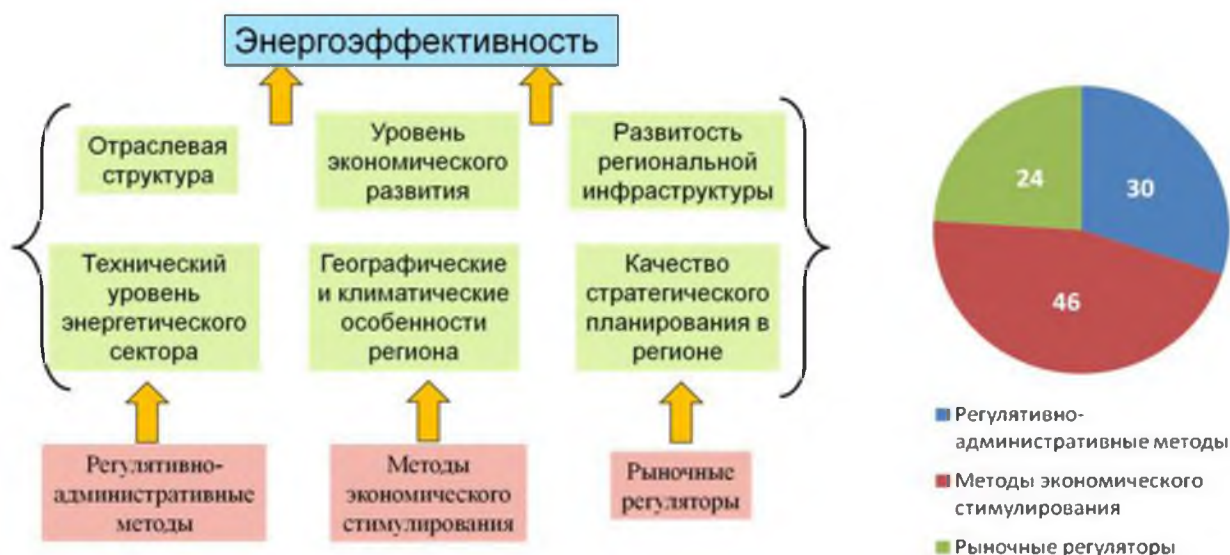 Энергоэффективность
Отраслевая
структура
Уровень
экономического
развития
Развитость
региональной
инфраструктуры
Технический
уровень
энергетического
сектора
Географические
и климатические
особенности
региона
Качество
стратегического
планирования в
регионе
Регулятивно-
административные
методы
Методы
экономического
стимулирования
Рыночные
регуляторы
24
30
46
Регулятивно-
административные методы
Методы экономического
стимулирования
Рыночные регуляторы